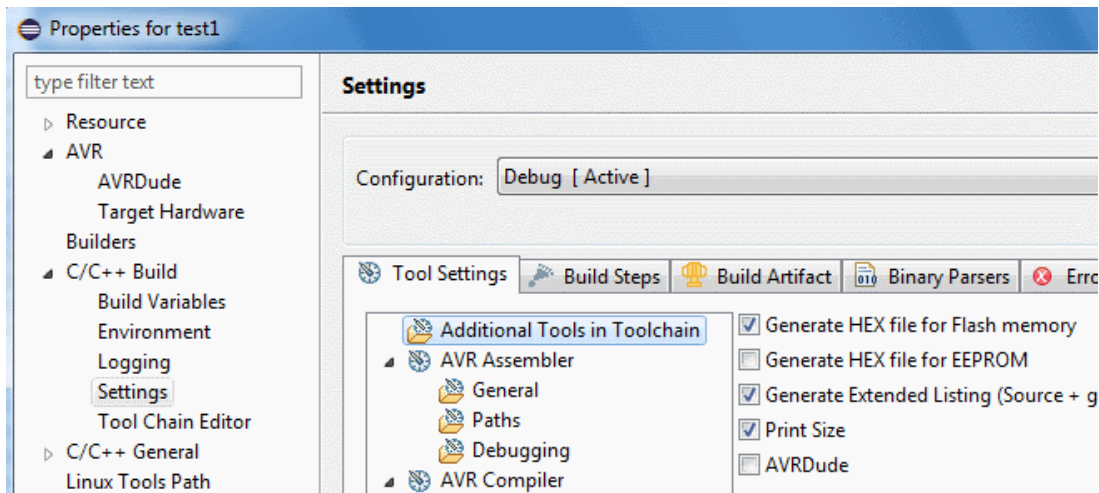 Properties for test1
type filter text
Resource
AVR
AVRDude
Target Hardware
Builders
C/C++ Build
Build Variables
Environment
Logging
Settings
Tool Chain Editor
C/C++ General
Linux Tools Path
Settings
Configuration: Debug [ Active ]
Tool Settings Build Steps Build Artifact Binary Parsers Erro
Additional Tools in Toolchain
AVR Assembler
General
Paths
Debugging
AVR Compiler
Generate HEX file for Flash memory
Generate HEX file for EEPROM
Generate Extended Listing (Source + g
Print Size
AVRDude